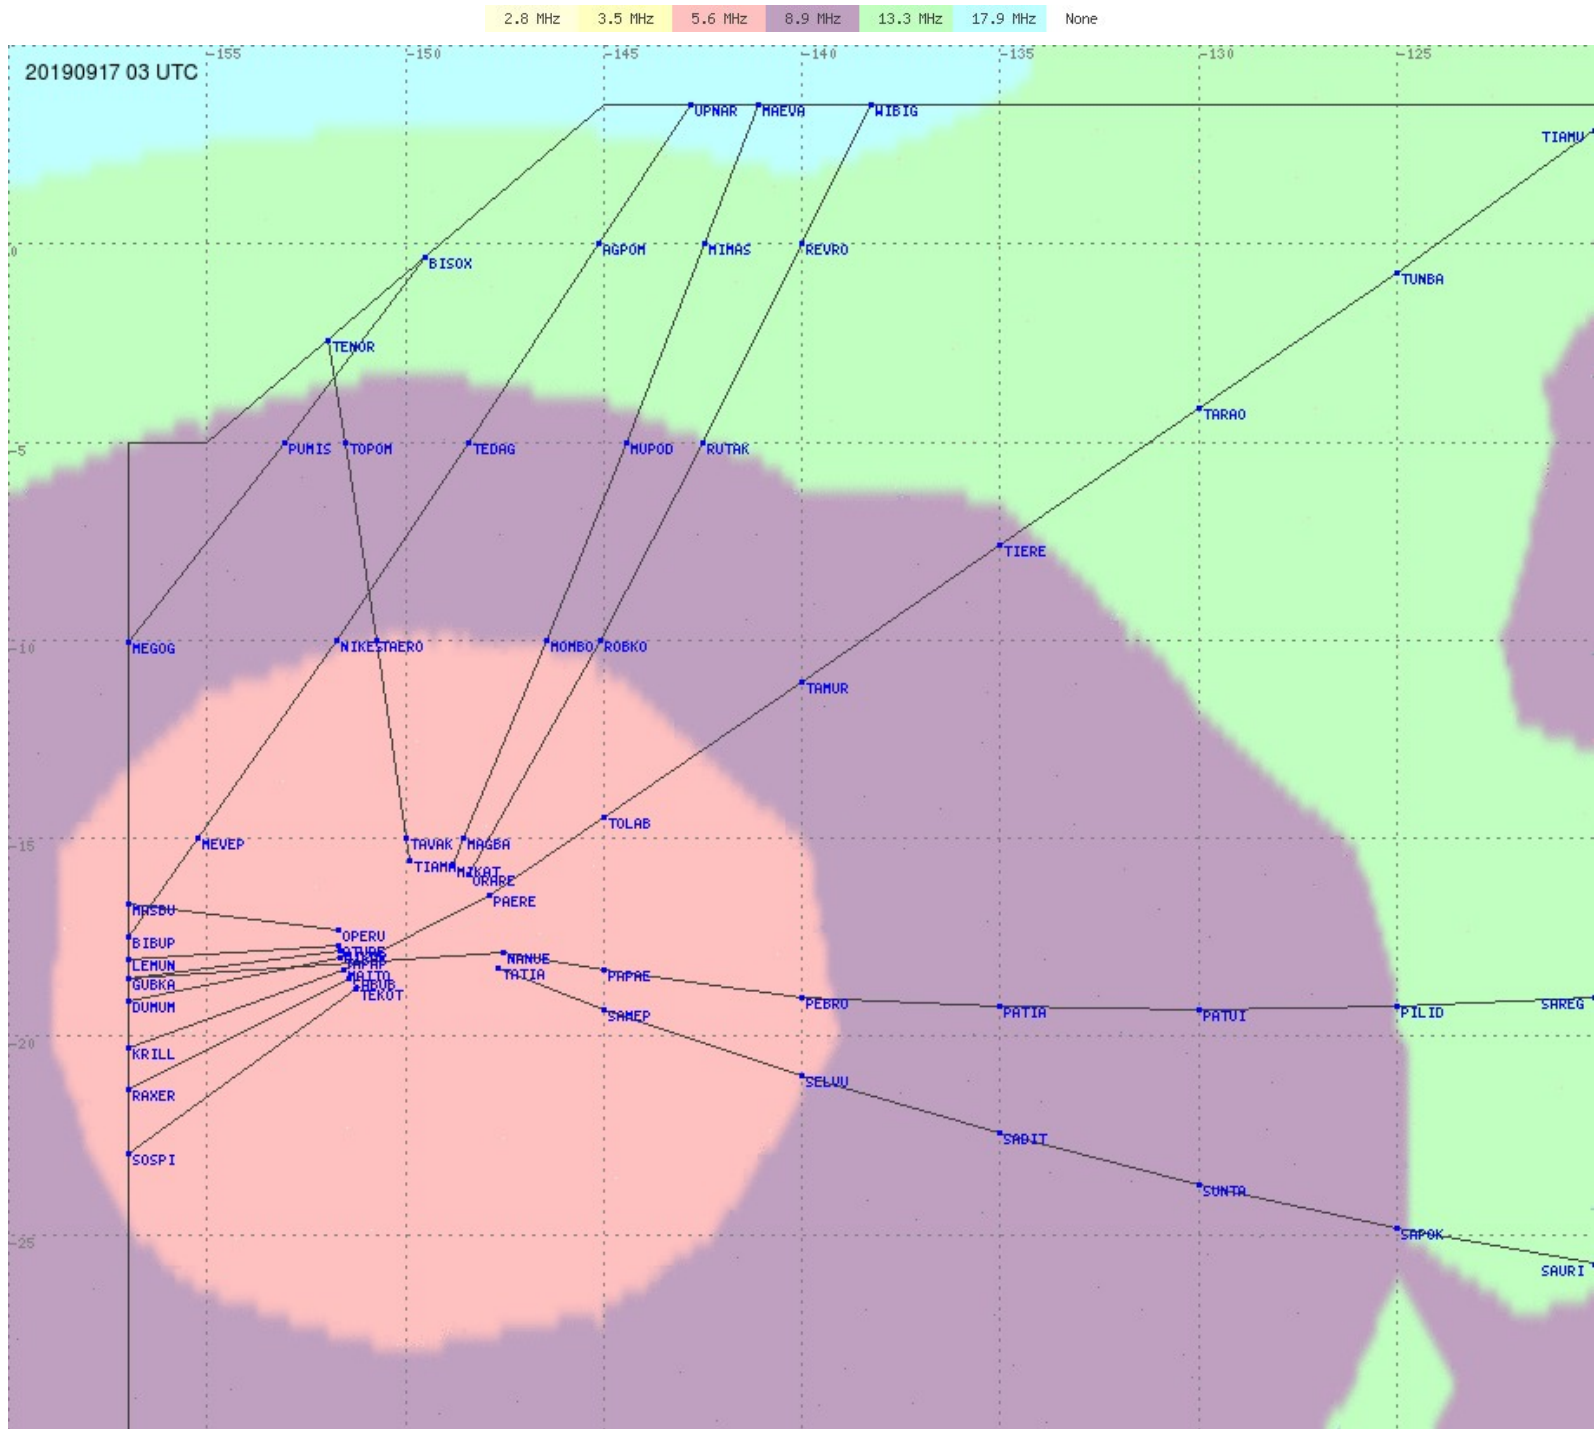 2.8 MHz 3.5 MHz 5.6 MHz 8.9 MHz 13.3 MHz 17.9 MHz None
-155 -150 -145 -140 -135 -130 -125
20190917 03 UTC
UPNAR MAEVA WIBIG
TIAMU
0 AGPOM MIMAS REVRO
BISOX
TUNBA
TENOR
TARAO
-5 PUMIS TOPOM TEDAG MUPOD RUTAK
TIERE
-10 MEGOG NIKES TAERO MOMBO ROBKO
TAMUR
TOLAB
-15 MEVEP TAVAK MAGBA
TIAMA MIKAT
ORARE
PAERE
MASBU
OPERU
BIBUP
NANUE
LEMUN
TATIA PAPAE
MAITO
GUBKA
TEKOT
DUMUM PEBRO SAREG
SAMEP PATIA PATUI PILID
-20
KRILL
SELVU
RAXER
SADIT
SOSPI
SUNTA
-25 SAPOK
SAURI